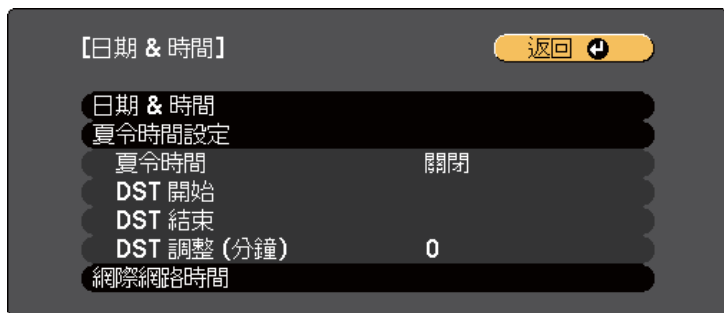 [日期 & 時間]
返回
日期 & 時間
夏令時間設定
夏令時間 關閉
DST 開始
DST 結束
DST 調整 (分鐘) 0
網際網路時間